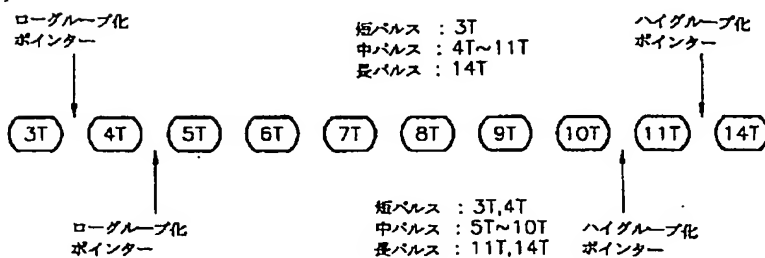 ローグループ化
ポインター
短パルス : 3T
中パルス : 4T~11T
長パルス : 14T
ハイグループ化
ポインター
3T 4T 5T 6T 7T 8T 9T 10T 11T 14T
ローグループ化
ポインター
短パルス : 3T,4T
中パルス : 5T~10T
長パルス : 11T,14T
ハイグループ化
ポインター